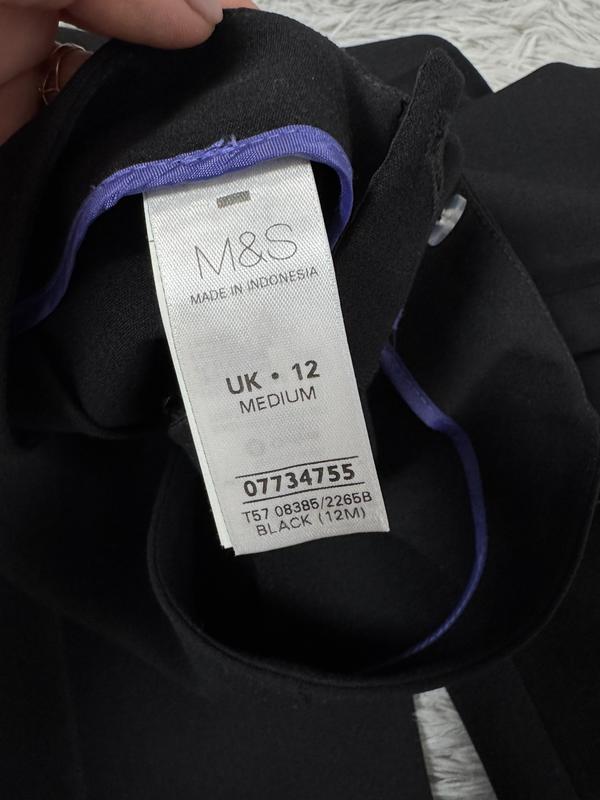 M&S
MADE IN INDONESIA
UK • 12
MEDIUM
07734755
T57 08385/2265B
BLACK (12M)